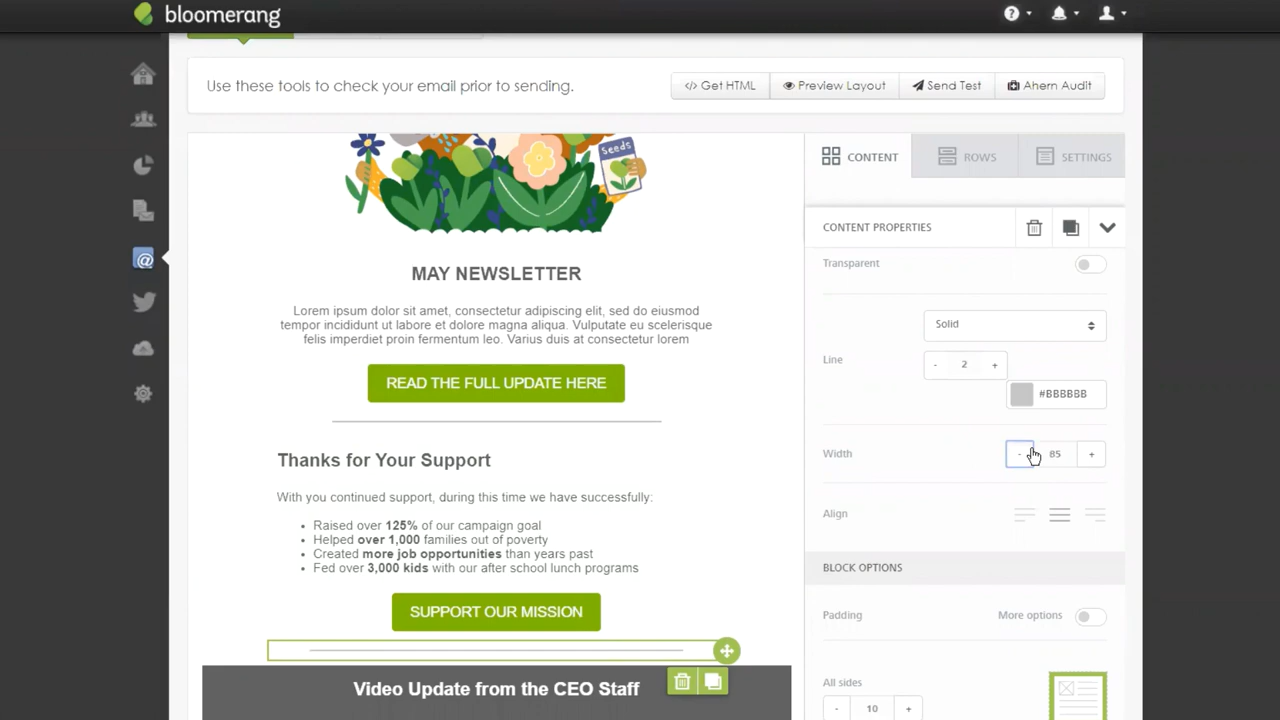 bloomerang
Use these tools to check your email prior to sending.
</> Get HTML
Preview Layout
Send Test
Ahern Audit
CONTENT
ROWS
SETTINGS
Seeds
CONTENT PROPERTIES
Transparent
Solid
Line
- 2 +
#BBBBBB
Width
- 85 +
Align
BLOCK OPTIONS
Padding
More options
All sides
- 10 +
MAY NEWSLETTER
Lorem ipsum dolor sit amet, consectetur adipiscing elit, sed do eiusmod
tempor incididunt ut labore et dolore magna aliqua. Vulputate eu scelerisque
felis imperdiet proin fermentum leo. Varius duis at consectetur lorem
READ THE FULL UPDATE HERE
Thanks for Your Support
With you continued support, during this time we have successfully:
• Raised over 125% of our campaign goal
• Helped over 1,000 families out of poverty
• Created more job opportunities than years past
• Fed over 3,000 kids with our after school lunch programs
SUPPORT OUR MISSION
Video Update from the CEO Staff